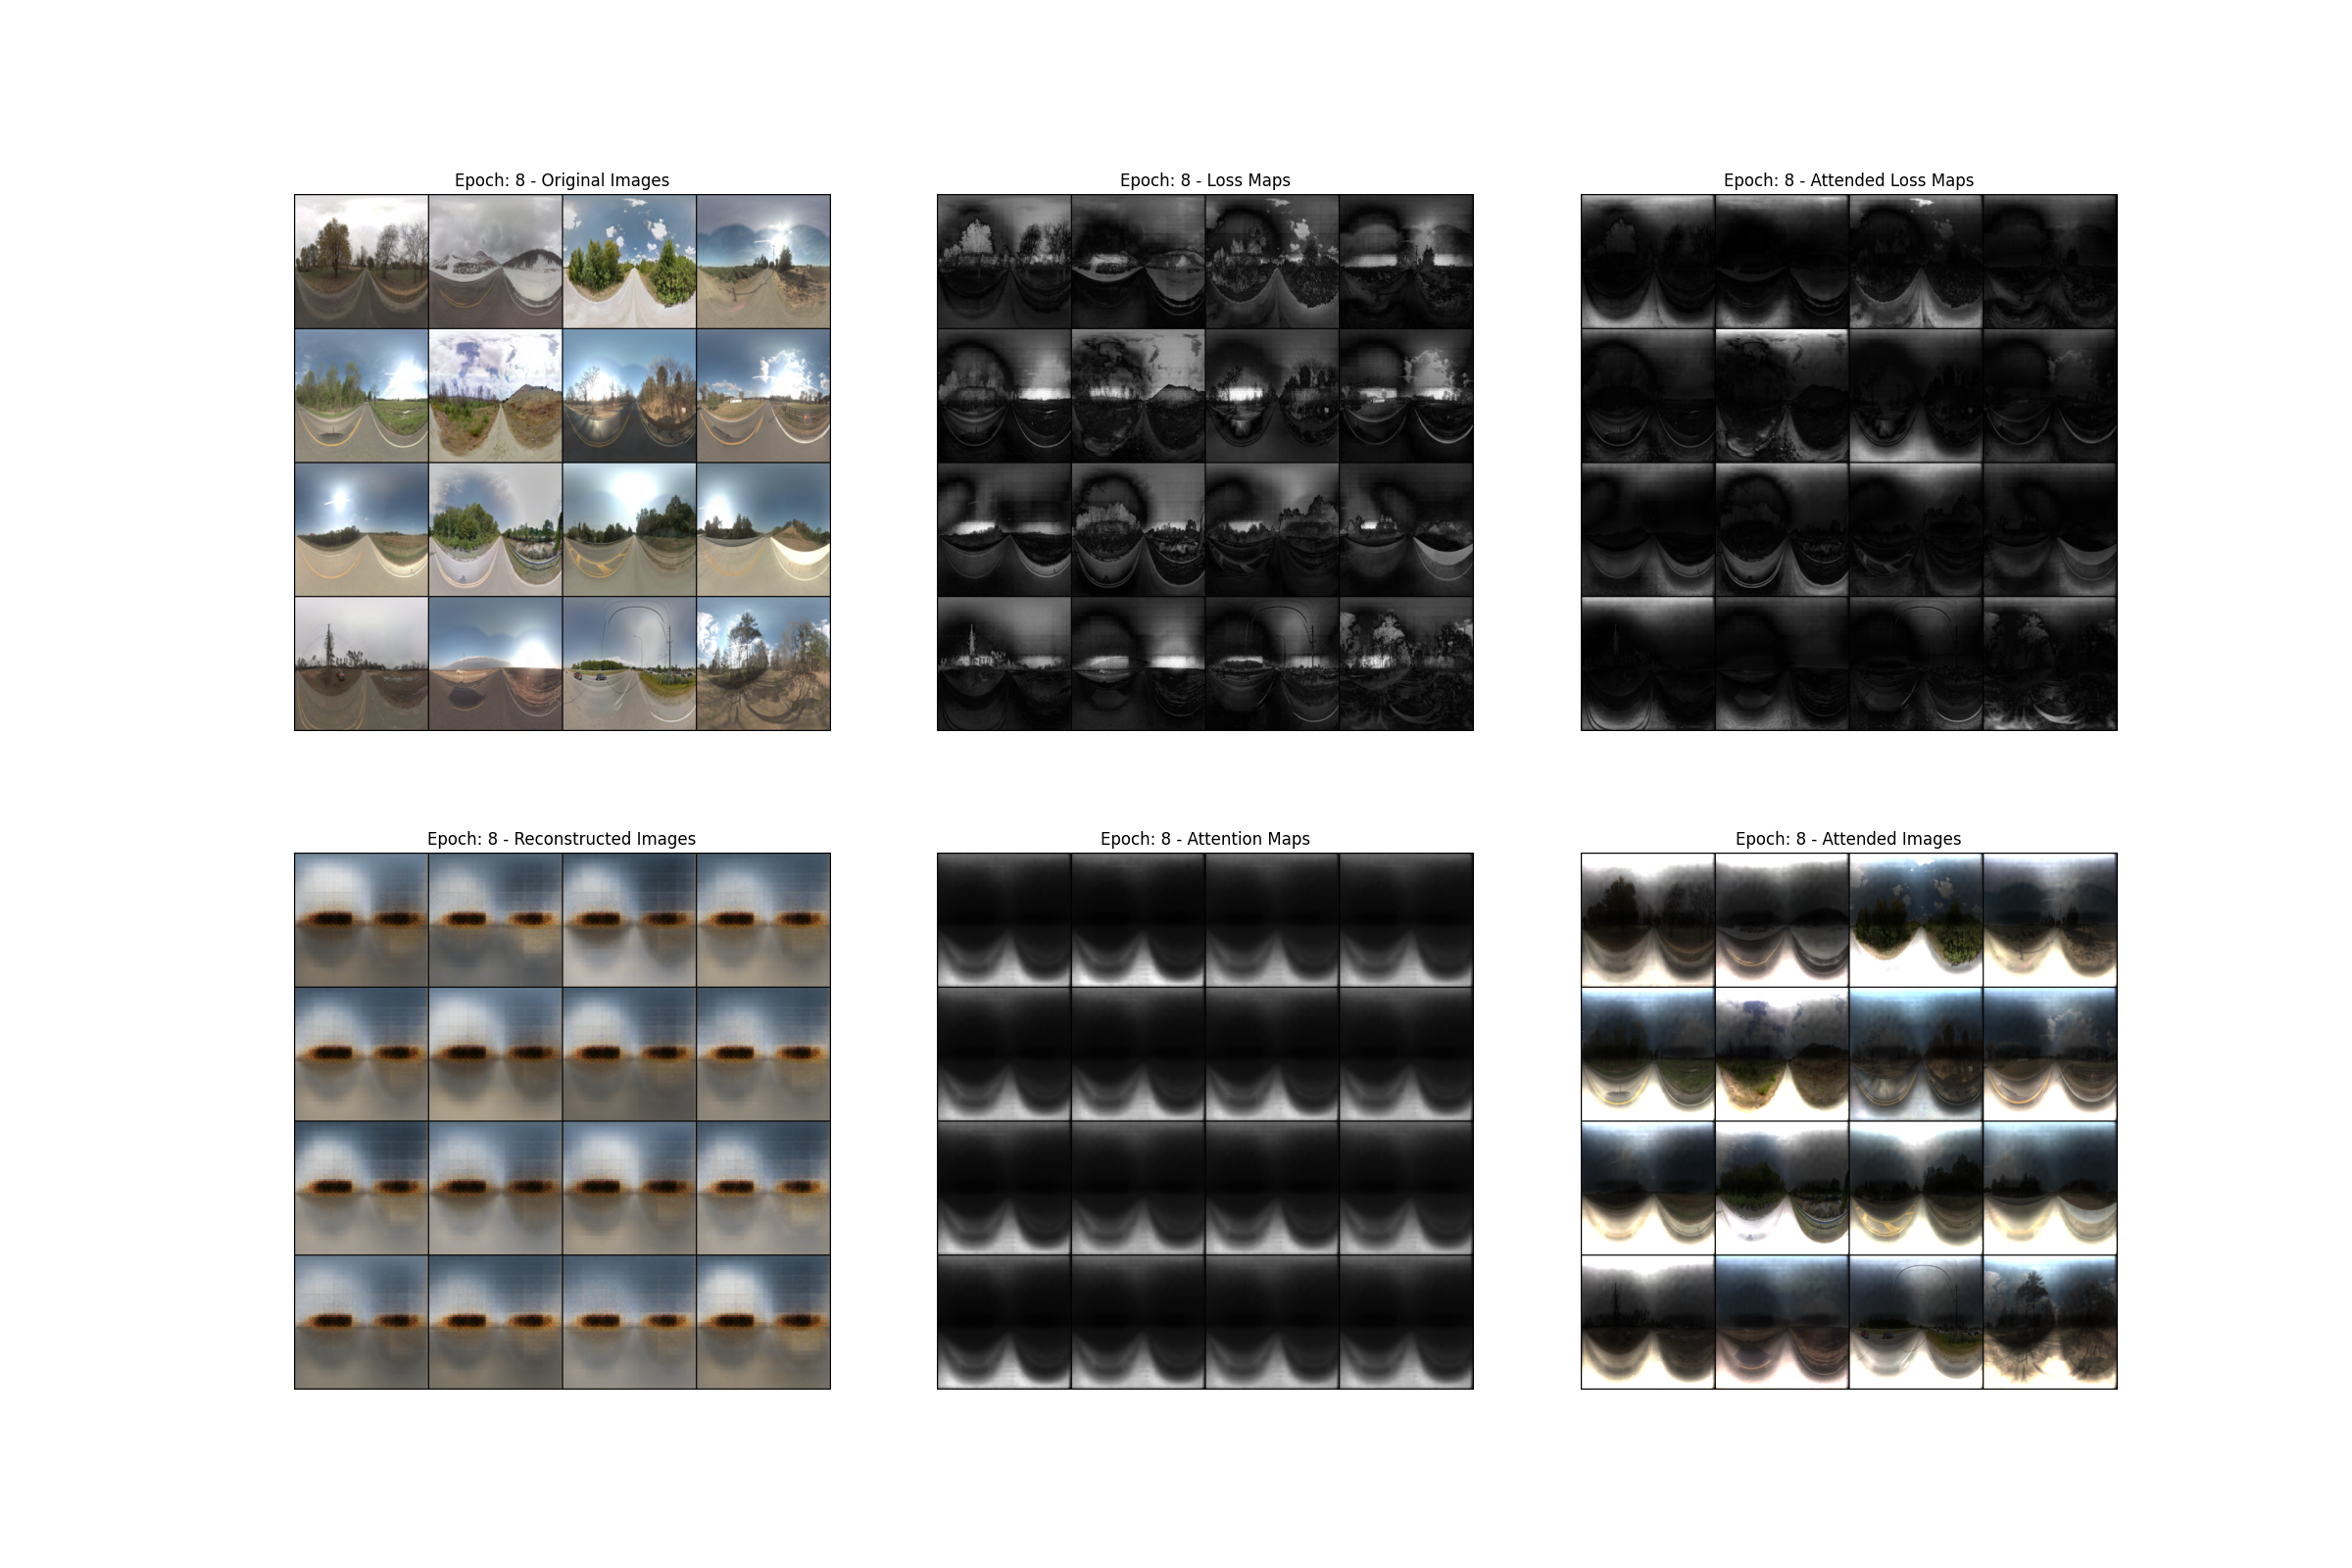 Epoch: 8 - Original Images
Epoch: 8 - Loss Maps
Epoch: 8 - Attended Loss Maps
Epoch: 8 - Reconstructed Images
Epoch: 8 - Attention Maps
Epoch: 8 - Attended Images